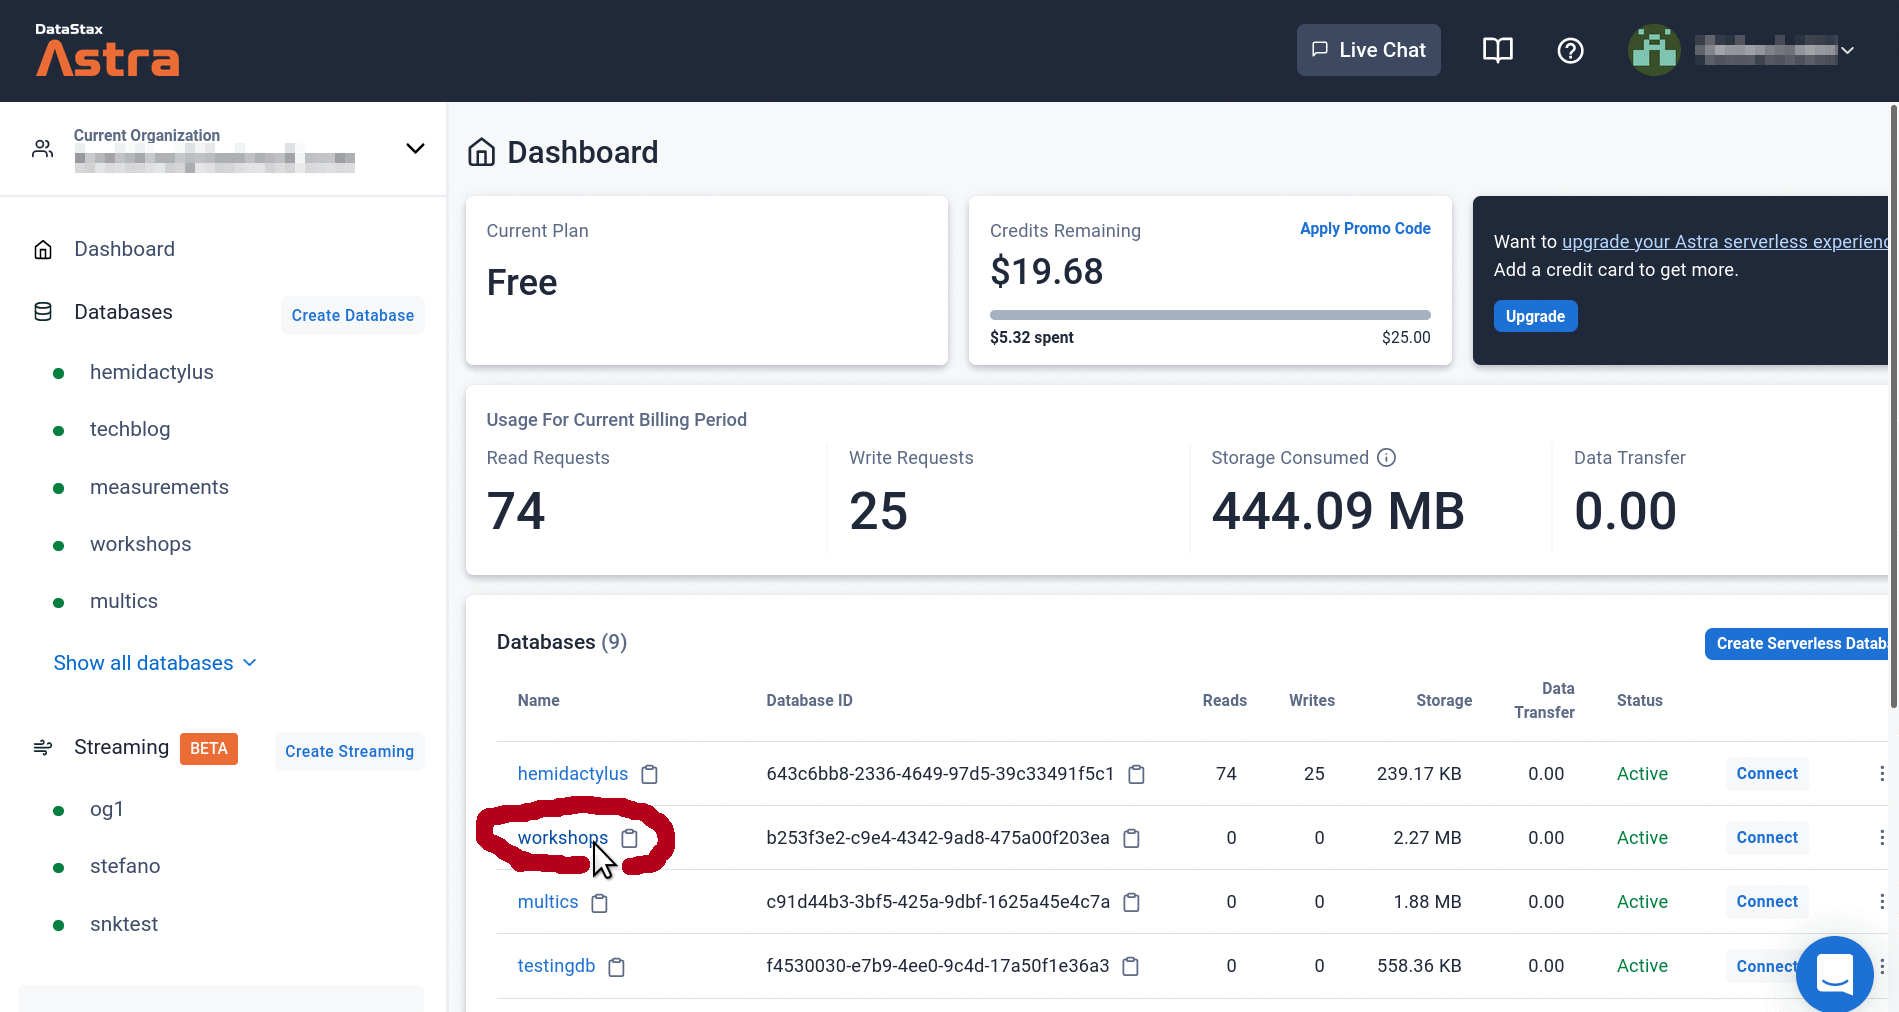 DataStax
Astra
Live Chat
Current Organization
Dashboard
Databases
Create Database
hemidactylus
techblog
measurements
workshops
multics
Show all databases
Streaming BETA
Create Streaming
og1
stefano
snktest
Dashboard
Current Plan
Free
Credits Remaining
Apply Promo Code
$19.68
$5.32 spent
$25.00
Want to upgrade your Astra serverless experienc
Add a credit card to get more.
Upgrade
Usage For Current Billing Period
Read Requests
74
Write Requests
25
Storage Consumed
444.09 MB
Data Transfer
0.00
Databases (9)
Create Serverless Databa
Name Database ID Reads Writes Storage Data Transfer Status
hemidactylus 643c6bb8-2336-4649-97d5-39c33491f5c1 74 25 239.17 KB 0.00 Active Connect
workshops b253f3e2-c9e4-4342-9ad8-475a00f203ea 0 0 2.27 MB 0.00 Active Connect
multics c91d44b3-3bf5-425a-9dbf-1625a45e4c7a 0 0 1.88 MB 0.00 Active Connect
testingdb f4530030-e7b9-4ee0-9c4d-17a50f1e36a3 0 0 558.36 KB 0.00 Active Connect